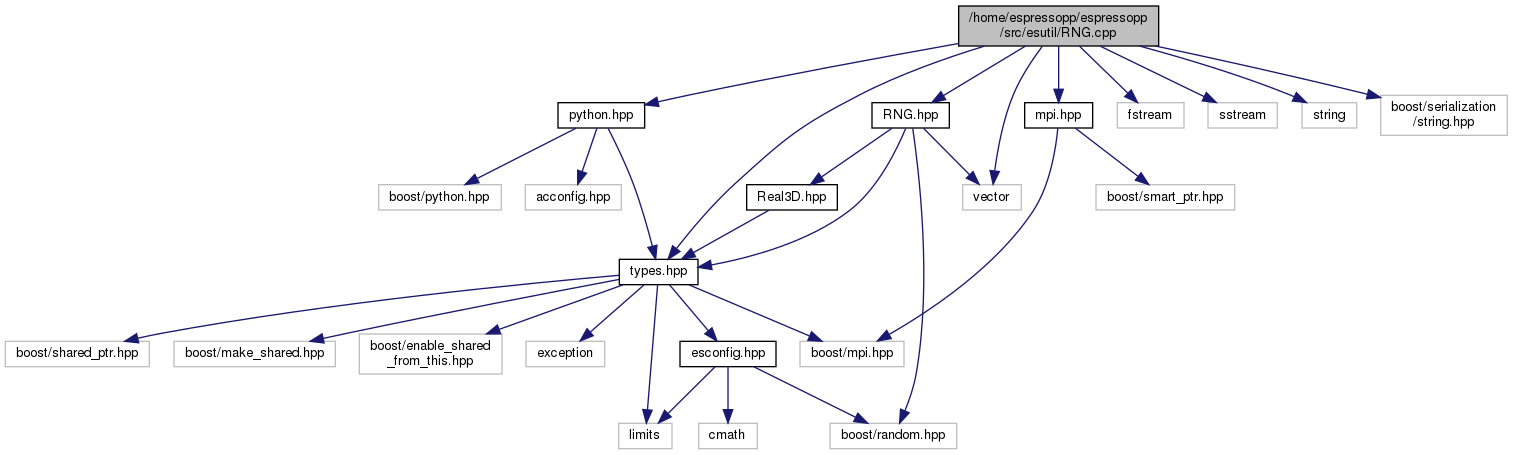 /home/espressopp/espressopp
/src/esutil/RNG.cpp
python.hpp
RNG.hpp
mpi.hpp
fstream
sstream
string
boost/serialization
/string.hpp
boost/python.hpp
acconfig.hpp
Real3D.hpp
vector
boost/smart_ptr.hpp
types.hpp
boost/shared_ptr.hpp
boost/make_shared.hpp
boost/enable_shared
_from_this.hpp
exception
esconfig.hpp
boost/mpi.hpp
limits
cmath
boost/random.hpp